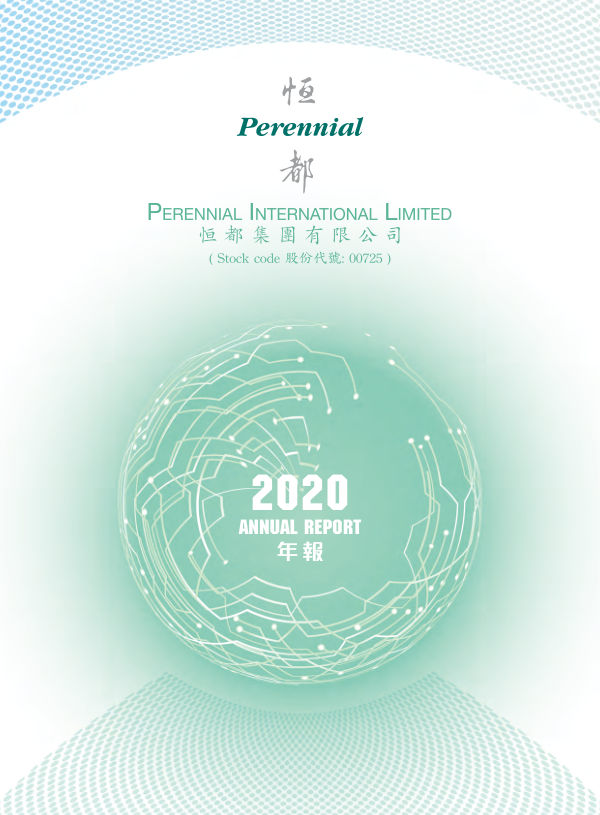 恒
Perennial
都
PERENNIAL INTERNATIONAL LIMITED
恒都集團有限公司
( Stock code 股份代號: 00725 )
2020
ANNUAL REPORT
年報